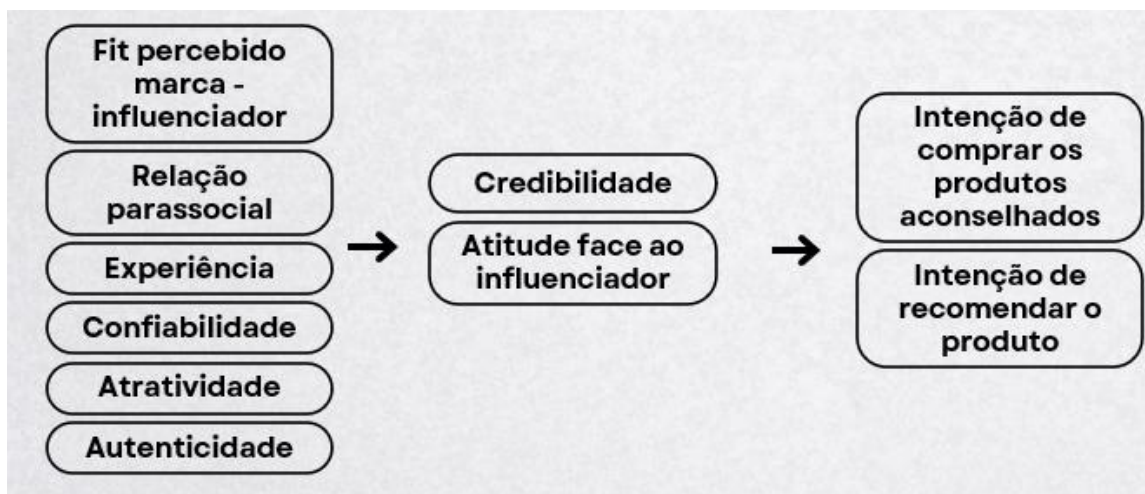 Fit percebido
marca -
influenciador
Relação
parassocial
Experiência
Confiabilidade
Atratividade
Autenticidade
Credibilidade
Atitude face ao
influenciador
Intenção de
comprar os
produtos
aconselhados
Intenção de
recomendar o
produto